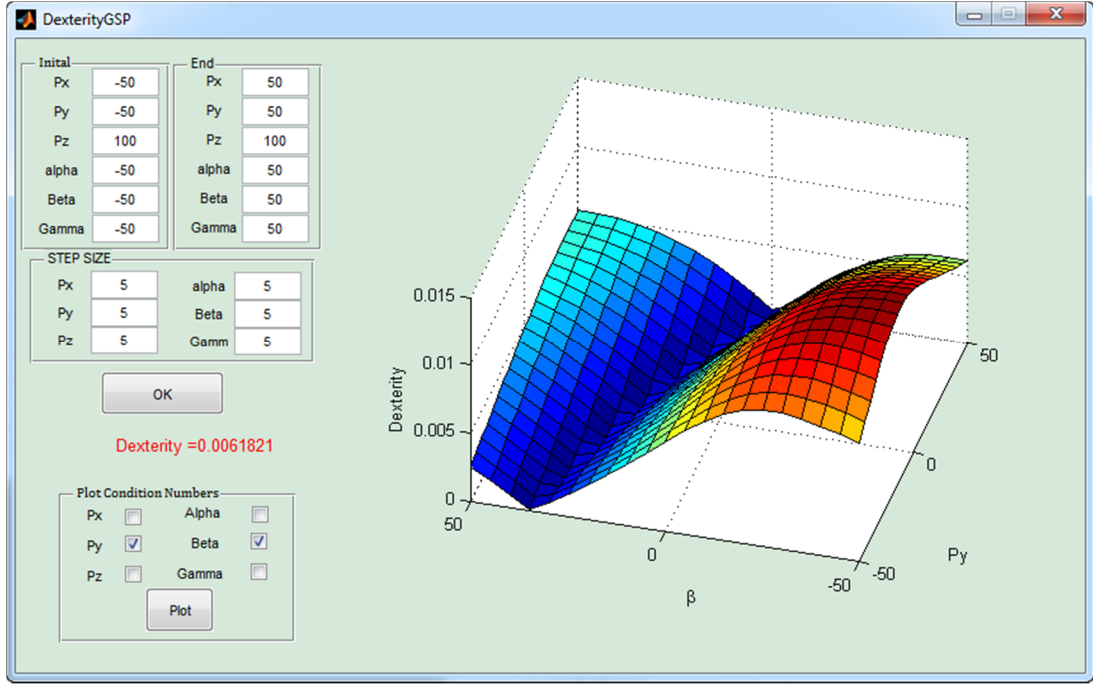 DexterityGSP
Inital
Px -50
Py -50
Pz 100
alpha -50
Beta -50
Gamma -50
End
Px 50
Py 50
Pz 100
alpha 50
Beta 50
Gamma 50
STEP SIZE
Px 5 alpha 5
Py 5 Beta 5
Pz 5 Gamm 5
OK
Dexterity =0.0061821
Plot Condition Numbers
Px Alpha
Py Beta
Pz Gamma
Plot
0.015
0.01
0.005
0
Dexterity
50
0
-50
β
-50
0
50
Py